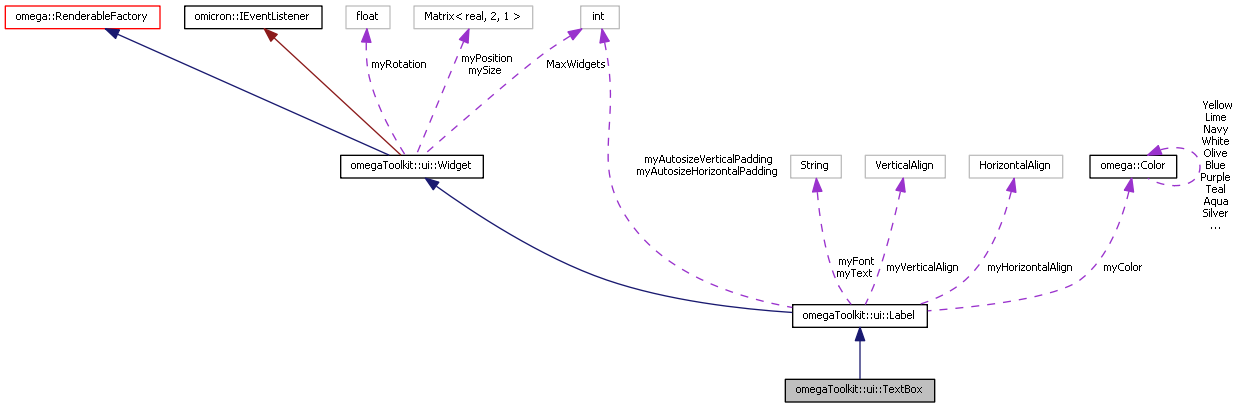 omega::RenderableFactory
omicron::IEventListener
float
Matrix< real, 2, 1 >
int
myRotation
myPosition
mySize
MaxWidgets
omegaToolkit::ui::Widget
myAutosizeVerticalPadding
myAutosizeHorizontalPadding
String
VerticalAlign
HorizontalAlign
omega::Color
Yellow
Lime
Navy
White
Olive
Blue
Purple
Teal
Aqua
Silver
...
myFont
myText
myVerticalAlign
myHorizontalAlign
myColor
omegaToolkit::ui::Label
omegaToolkit::ui::TextBox